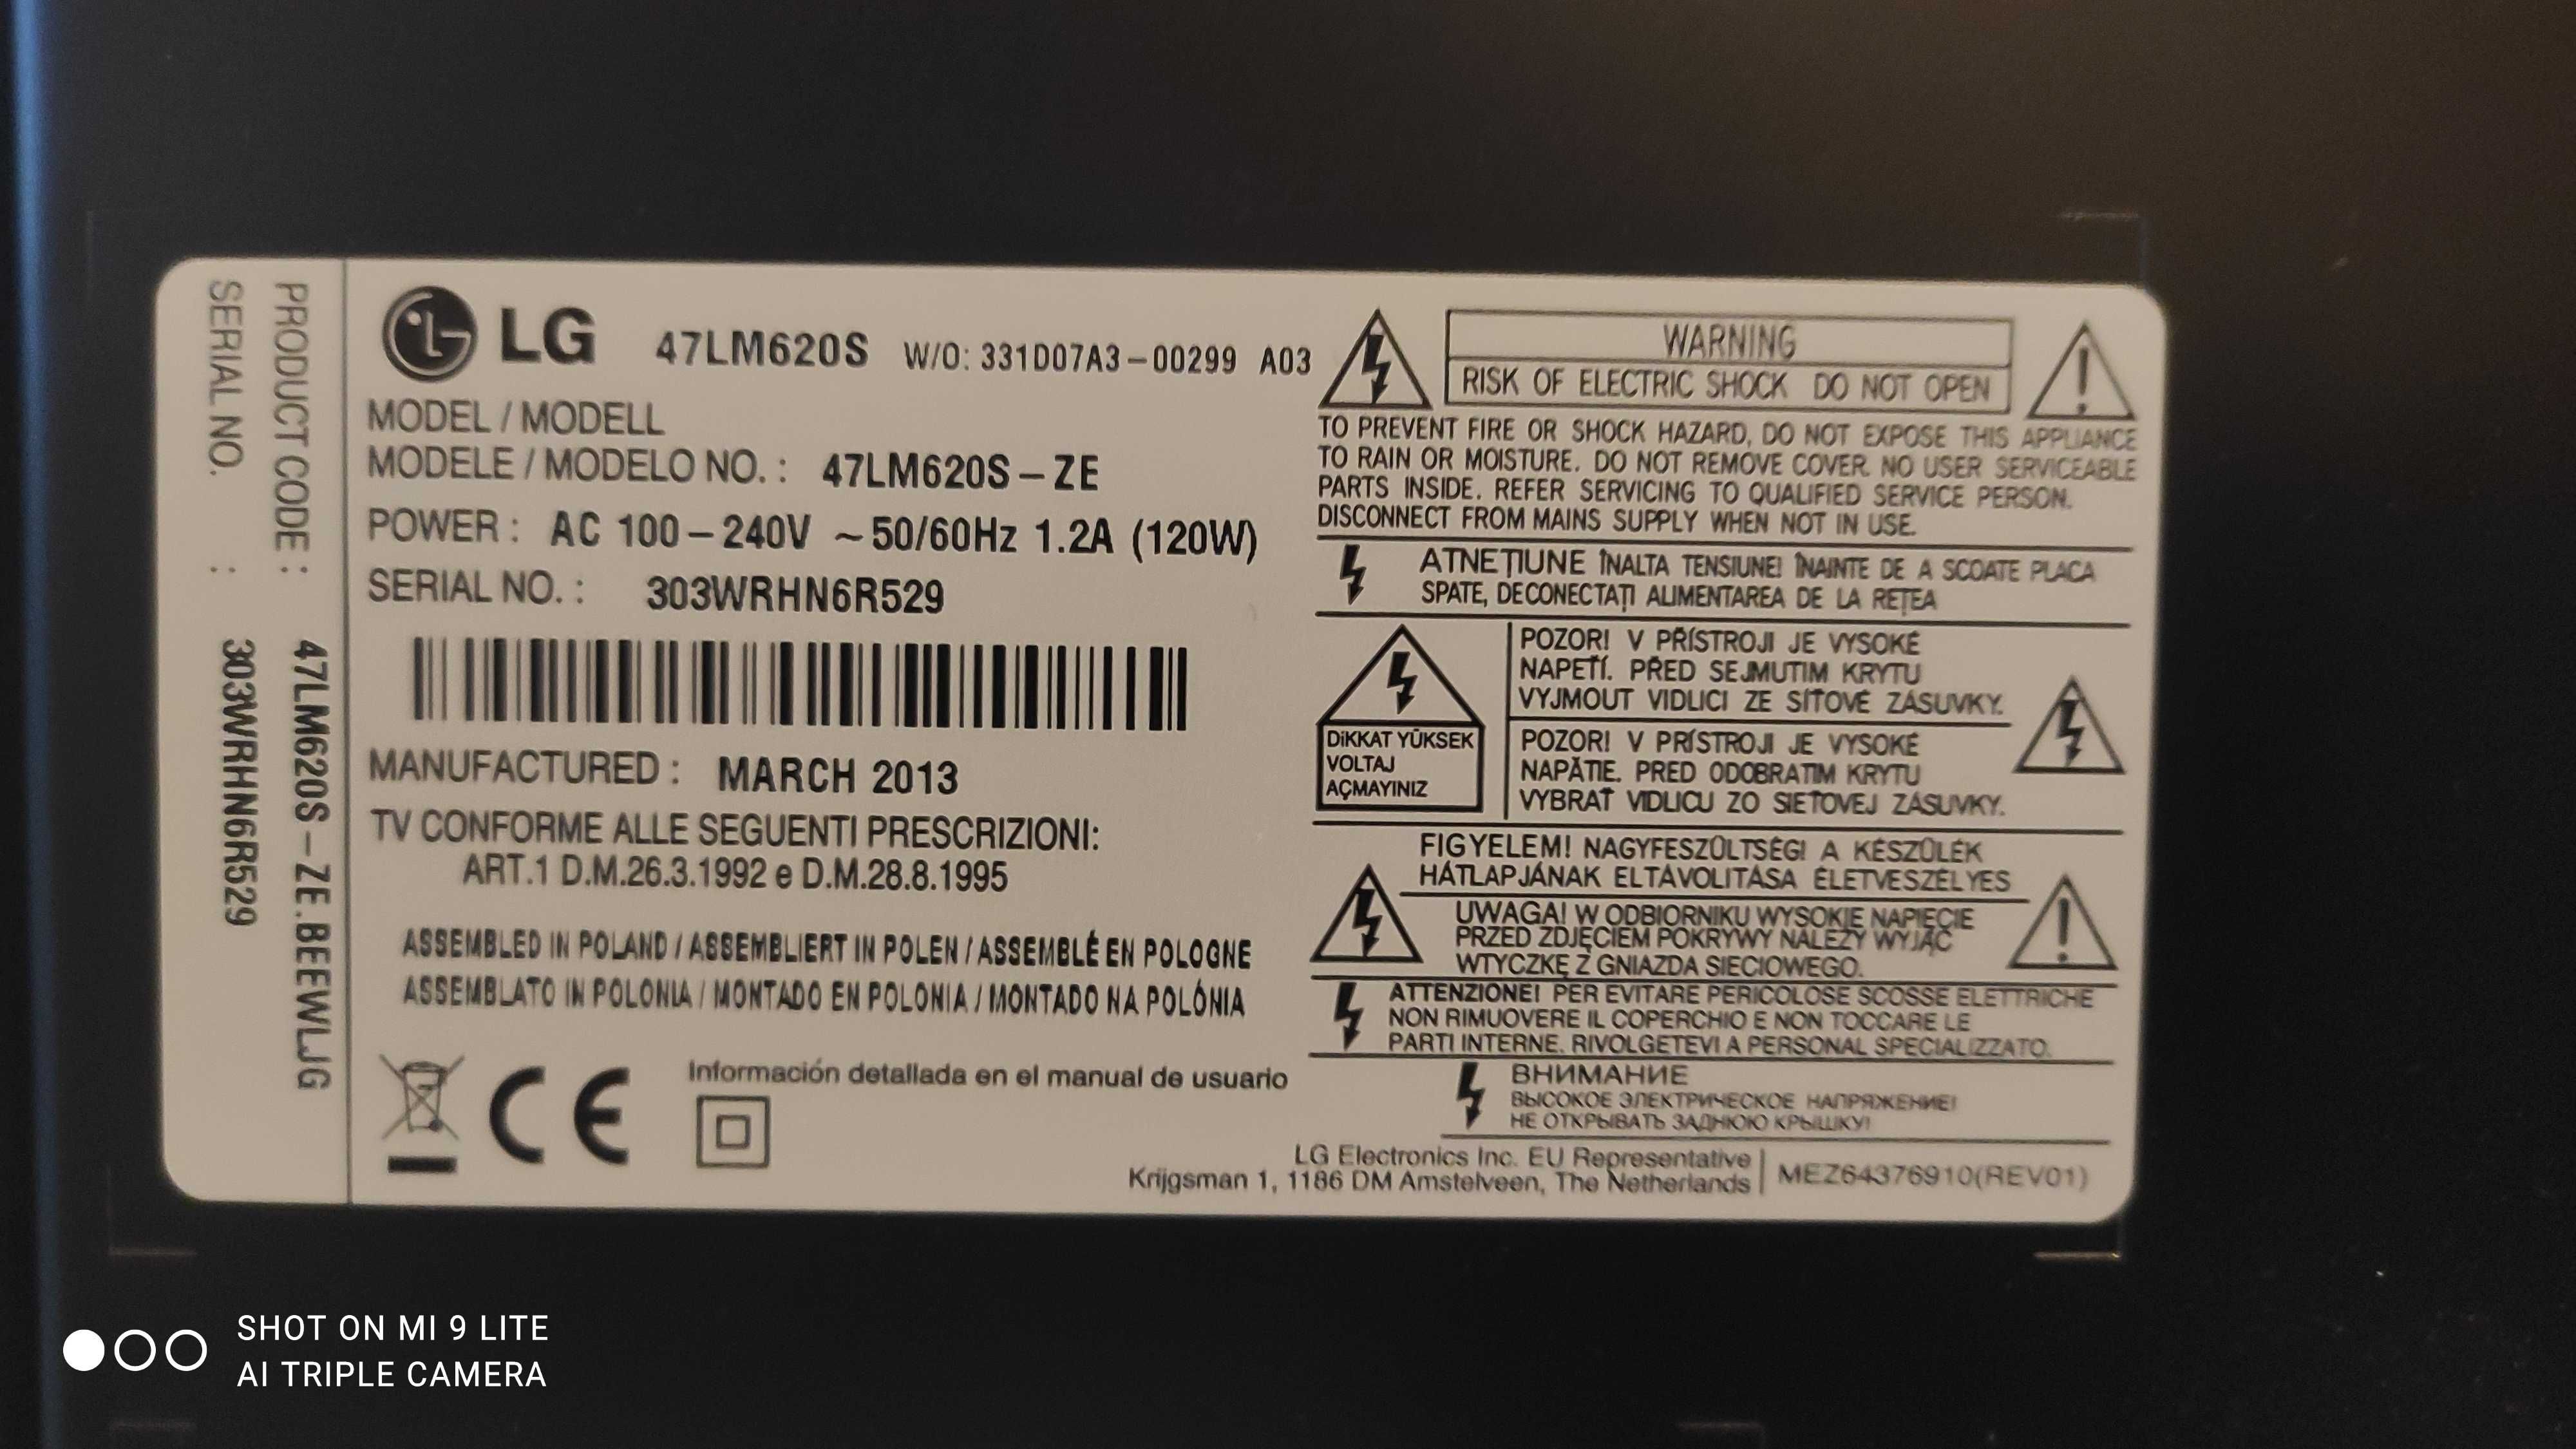 PRODUCT CODE : 47LM620S-ZE.BEEWLJG
SERIAL NO. : 303WRHN6R529
LG 47LM620S W/O: 331D07A3-00299 A03
MODEL / MODELL
MODELE / MODELO NO. : 47LM620S-ZE
POWER : AC 100-240V ~50/60Hz 1.2A (120W)
SERIAL NO. : 303WRHN6R529
MANUFACTURED : MARCH 2013
TV CONFORME ALLE SEGUENTI PRESCRIZIONI:
ART.1 D.M.26.3.1992 e D.M.28.8.1995
ASSEMBLED IN POLAND / ASSEMBLIERT IN POLEN / ASSEMBLÉ EN POLOGNE
ASSEMBLATO IN POLONIA / MONTADO EN POLONIA / MONTADO NA POLÓNIA
CE
Información detallada en el manual de usuario
WARNING
RISK OF ELECTRIC SHOCK DO NOT OPEN
TO PREVENT FIRE OR SHOCK HAZARD, DO NOT EXPOSE THIS APPLIANCE
TO RAIN OR MOISTURE. DO NOT REMOVE COVER. NO USER SERVICEABLE
PARTS INSIDE. REFER SERVICING TO QUALIFIED SERVICE PERSON.
DISCONNECT FROM MAINS SUPPLY WHEN NOT IN USE.
ATNEȚIUNE ÎNALTA TENSIUNE! ÎNAINTE DE A SCOATE PLACA
SPATE, DECONECTAȚI ALIMENTAREA DE LA REȚEA
DİKKAT YÜKSEK
VOLTAJ
AÇMAYINIZ
POZOR! V PŘÍSTROJI JE VYSOKÉ
NAPETÍ. PŘED SEJMUTIM KRYTU
VYJMOUT VIDLICI ZE SÍŤOVÉ ZÁSUVKY.
POZOR! V PRÍSTROJI JE VYSOKÉ
NAPÄTIE. PRED ODOBRATIM KRYTU
VYBRAŤ VIDLICU ZO SIEŤOVEJ ZÁSUVKY.
FIGYELEM! NAGYFESZÜLTSÉG! A KÉSZÜLÉK
HÁTLAPJÁNAK ELTÁVOLITÁSA ÉLETVESZÉLYES
UWAGA! W ODBIORNIKU WYSOKIE NAPIĘCIE
PRZED ZDJĘCIEM POKRYWY NALEŻY WYJĄĆ
WTYCZKĘ Z GNIAZDA SIECIOWEGO.
ATTENZIONE! PER EVITARE PERICOLOSE SCOSSE ELETTRICHE
NON RIMUOVERE IL COPERCHIO E NON TOCCARE LE
PARTI INTERNE. RIVOLGETEVI A PERSONAL SPECIALIZZATO.
ВНИМАНИЕ
ВЫСОКОЕ ЭЛЕКТРИЧЕСКОЕ НАПРЯЖЕНИЕ!
НЕ ОТКРЫВАТЬ ЗАДНЮЮ КРЫШКУ!
LG Electronics Inc. EU Representative
Krijgsman 1, 1186 DM Amstelveen, The Netherlands
MEZ64376910(REV01)
SHOT ON MI 9 LITE
AI TRIPLE CAMERA